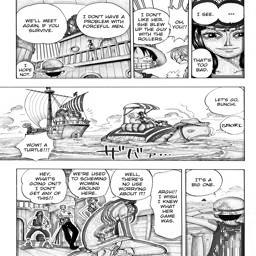 I SEE.
...
THAT'S
TOO
BAD.
OH,
YOU?
I DON'T
LIKE HER.
SHE BLEW
UP THE GUY
WITH THE
ROLLERS.
I DON'T
HAVE A
PROBLEM WITH
FORCEFUL MEN.
WE'LL
MEET
AGAIN, IF
YOU
SURVIVE.
I
HOPE
NOT.
LET'S GO,
BUNCH.
WOW! A
TURTLE!!!
IT'S A
BIG ONE.
ARGH!!
I WISH
I KNEW
WHAT
HER
GAME
WAS.
WELL,
THERE'S
NO USE
WORRYING
ABOUT IT!
WE'RE USED
TO SCHEMING
WOMEN
AROUND
HERE.
HEY,
WHAT'S
GOING ON!?
I DON'T
GET ANY OF
THIS!!